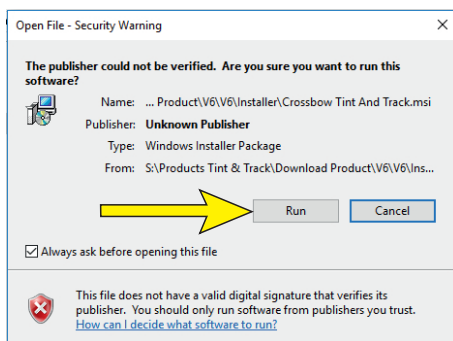 Open File - Security Warning
The publisher could not be verified. Are you sure you want to run this
software?
Name: ... Product\V6\V6\Installer\Crossbow Tint And Track.msi
Publisher: Unknown Publisher
Type: Windows Installer Package
From: S:\Products Tint & Track\Download Product\V6\V6\Ins...
Run Cancel
Always ask before opening this file
This file does not have a valid digital signature that verifies its
publisher. You should only run software from publishers you trust.
How can I decide what software to run?